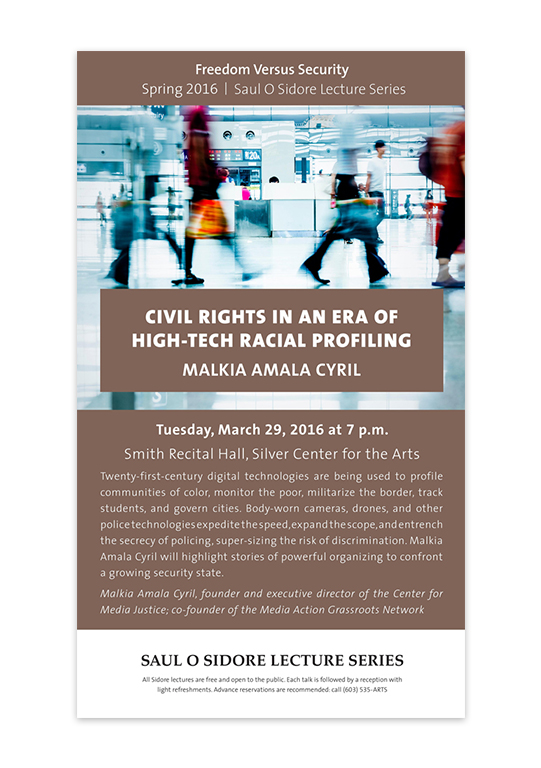 Freedom Versus Security
Spring 2016 | Saul O Sidore Lecture Series
CIVIL RIGHTS IN AN ERA OF
HIGH-TECH RACIAL PROFILING
MALKIA AMALA CYRIL
Tuesday, March 29, 2016 at 7 p.m.
Smith Recital Hall, Silver Center for the Arts
Twenty-first-century digital technologies are being used to profile
communities of color, monitor the poor, militarize the border, track
students, and govern cities. Body-worn cameras, drones, and other
police technologies expedite the speed, expand the scope, and entrench
the secrecy of policing, super-sizing the risk of discrimination. Malkia
Amala Cyril will highlight stories of powerful organizing to confront
a growing security state.
Malkia Amala Cyril, founder and executive director of the Center for
Media Justice; co-founder of the Media Action Grassroots Network
SAUL O SIDORE LECTURE SERIES
All Sidore lectures are free and open to the public. Each talk is followed by a reception with
light refreshments. Advance reservations are recommended: call (603) 535-ARTS